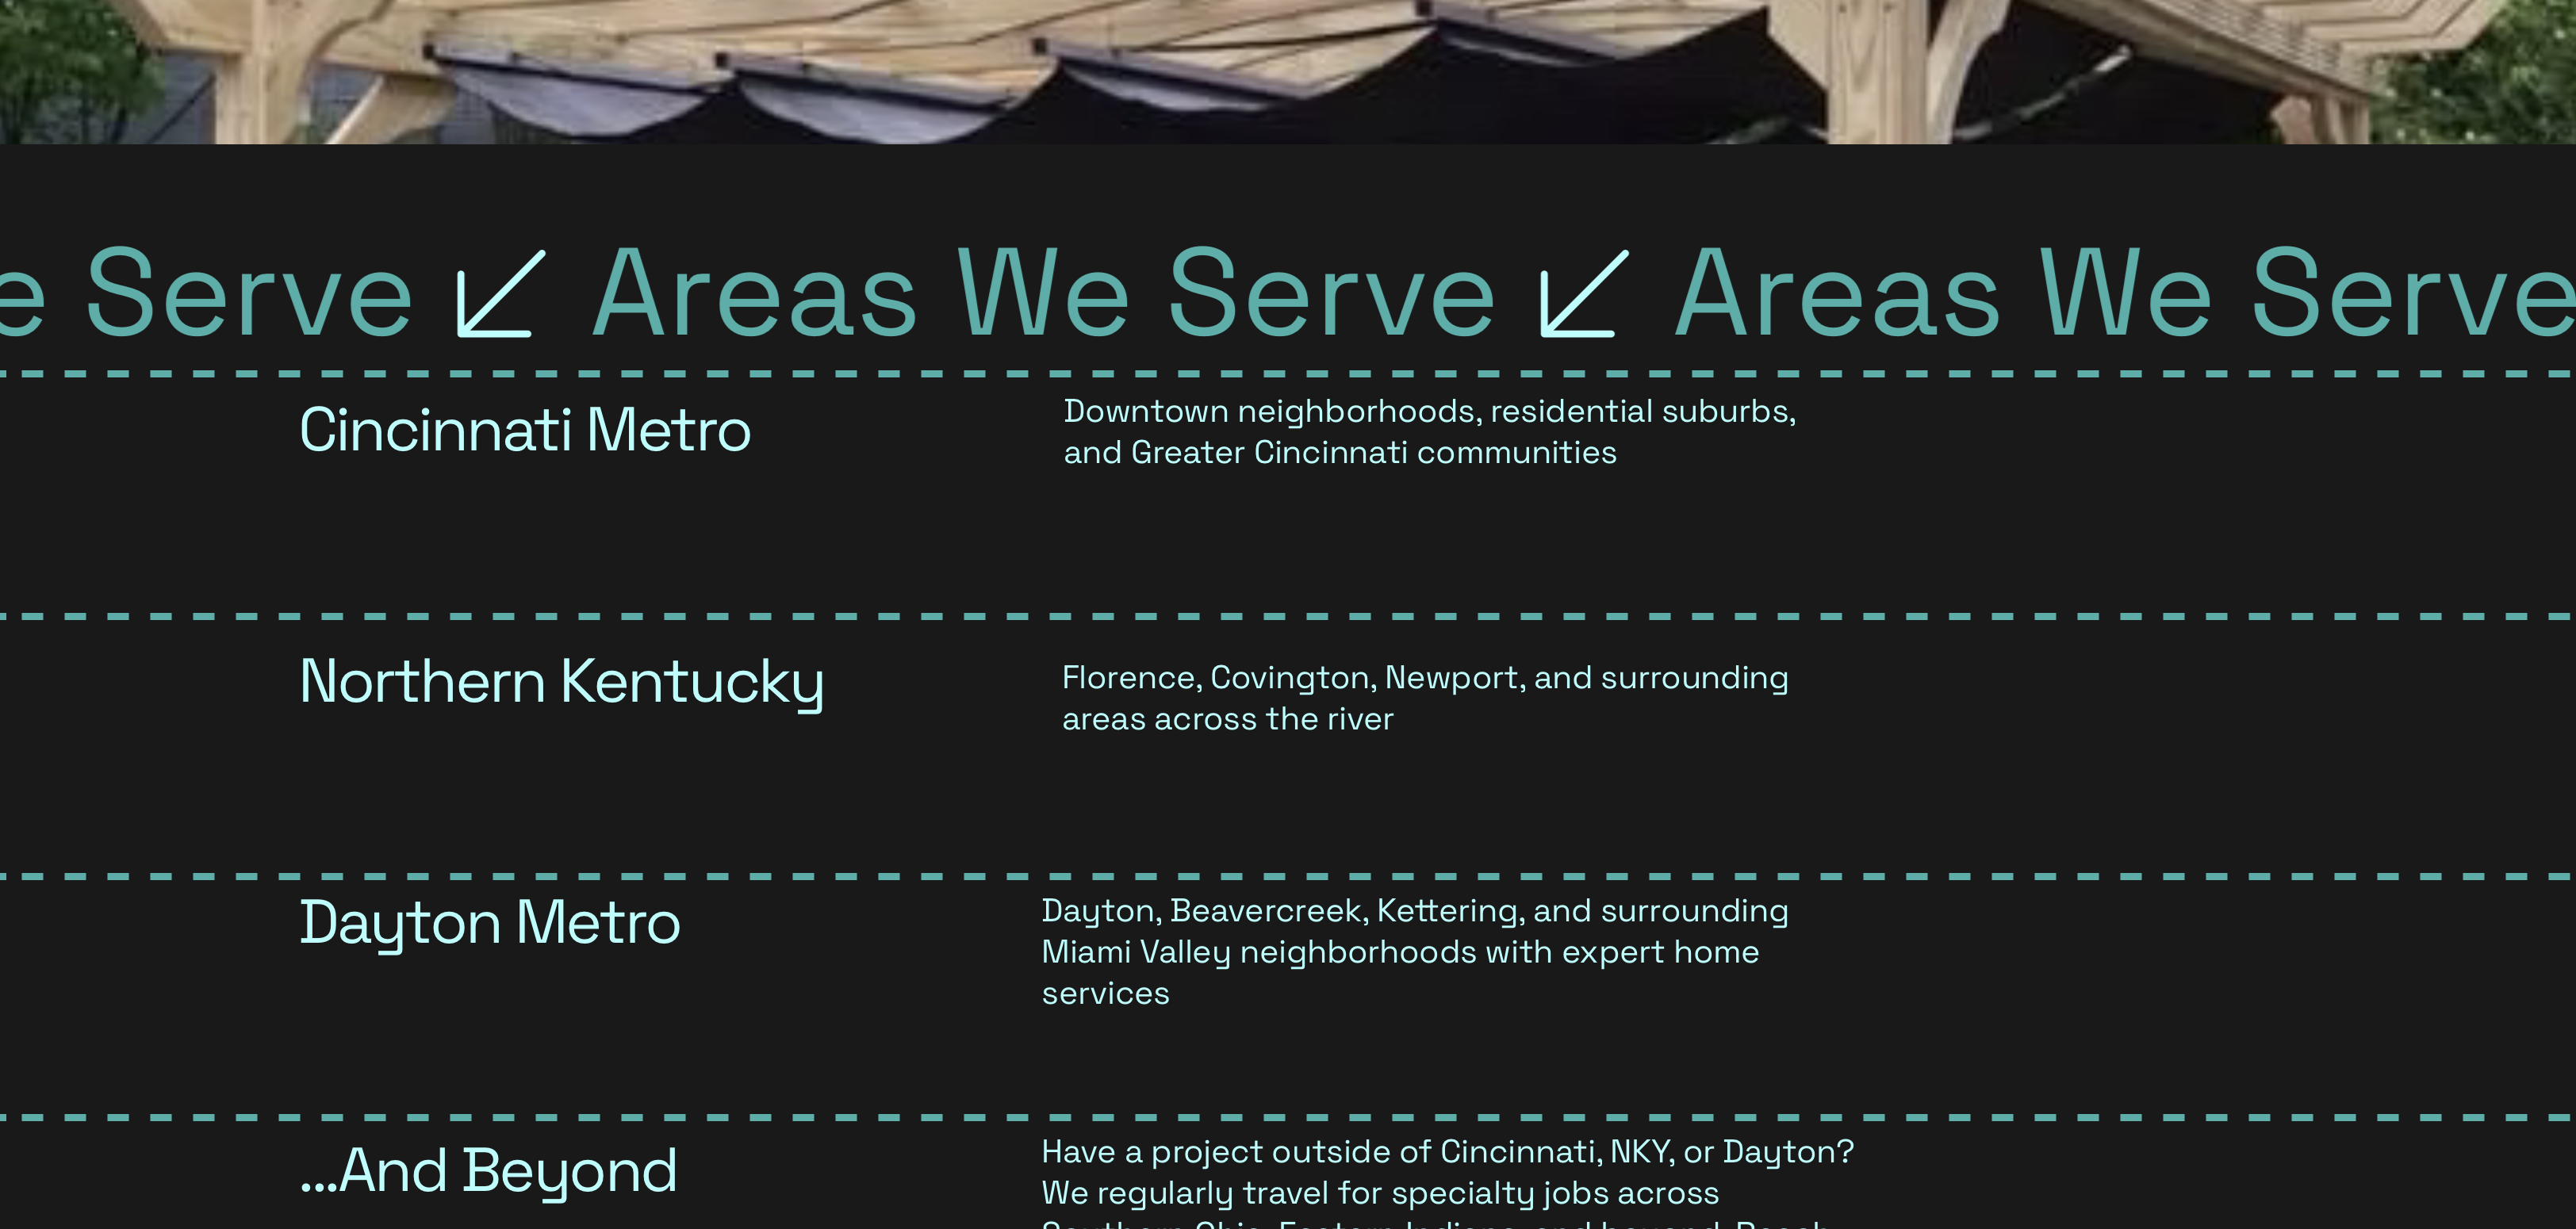 e Serve ↙ Areas We Serve ↙ Areas We Serve
Cincinnati Metro
Downtown neighborhoods, residential suburbs,
and Greater Cincinnati communities
Northern Kentucky
Florence, Covington, Newport, and surrounding
areas across the river
Dayton Metro
Dayton, Beavercreek, Kettering, and surrounding
Miami Valley neighborhoods with expert home
services
...And Beyond
Have a project outside of Cincinnati, NKY, or Dayton?
We regularly travel for specialty jobs across